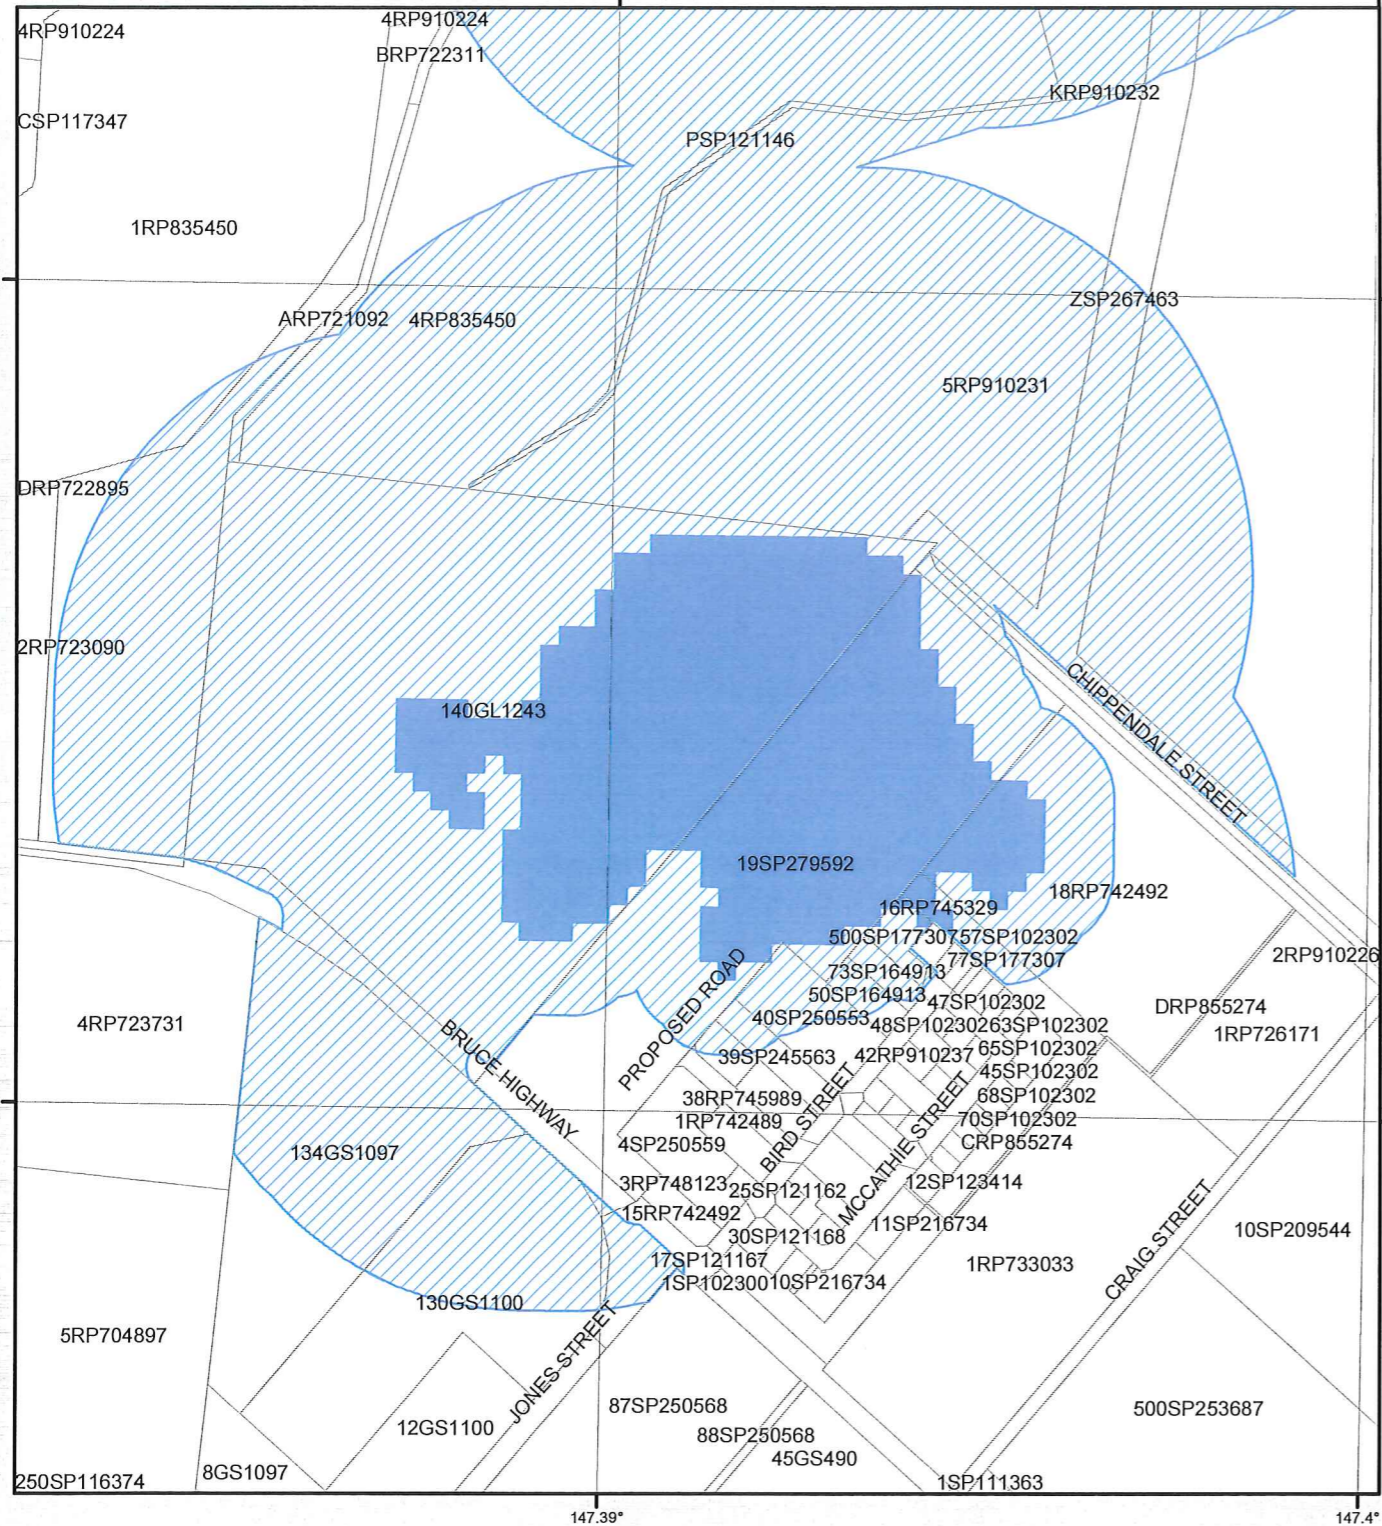 4RP910224
4RP910224
BRP722311
KRP910232
CSP117347
PSP121146
1RP835450
ZSP267463
ARP721092 4RP835450
5RP910231
DRP722895
2RP723090
CHIPPENDALE STREET
140GL1243
19SP279592
18RP742492
16RP745329
500SP17730757SP102302
2RP910226
77SP177307
73SP164913
50SP164913
47SP102302
DRP855274
40SP250553
4RP723731
48SP10230263SP102302
1RP726171
PROPOSED ROAD
BRUCE HIGHWAY
39SP245563
42RP910237
65SP102302
45SP102302
38RP745989
68SP102302
1RP742489
70SP102302
BIRD STREET
4SP250559
CRP855274
134GS1097
MCCATHIE STREET
3RP748123
25SP121162
12SP123414
15RP742492
11SP216734
30SP121168
10SP209544
CRAIG STREET
17SP121167
1RP733033
1SP10230010SP216734
130GS1100
5RP704897
JONES STREET
87SP250568
500SP253687
12GS1100
88SP250568
45GS490
8GS1097
250SP116374
1SP111363
147.39°
147.4°